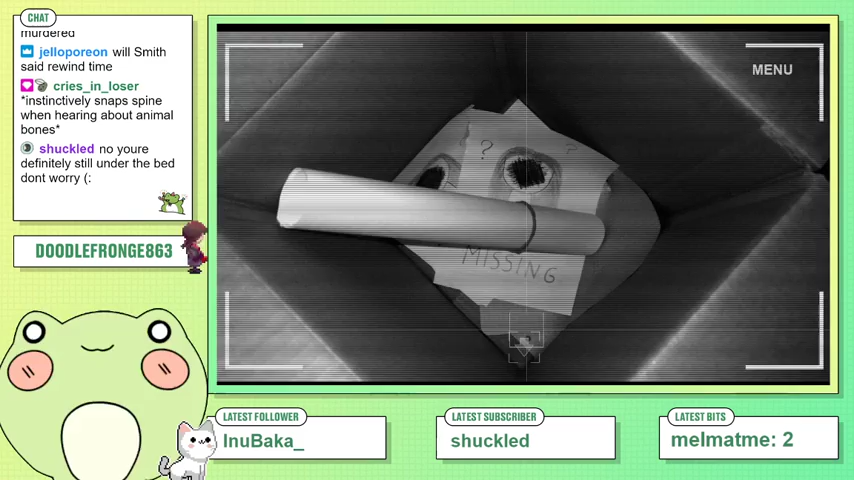 CHAT
murdered
jelloporeon will Smith
said rewind time
cries_in_loser
*instinctively snaps spine
when hearing about animal
bones*
shuckled no youre
definitely still under the bed
dont worry (:
DOODLEFRONGE863
MENU
? ?
MISSING
LATEST FOLLOWER
InuBaka_
LATEST SUBSCRIBER
shuckled
LATEST BITS
melmatme: 2